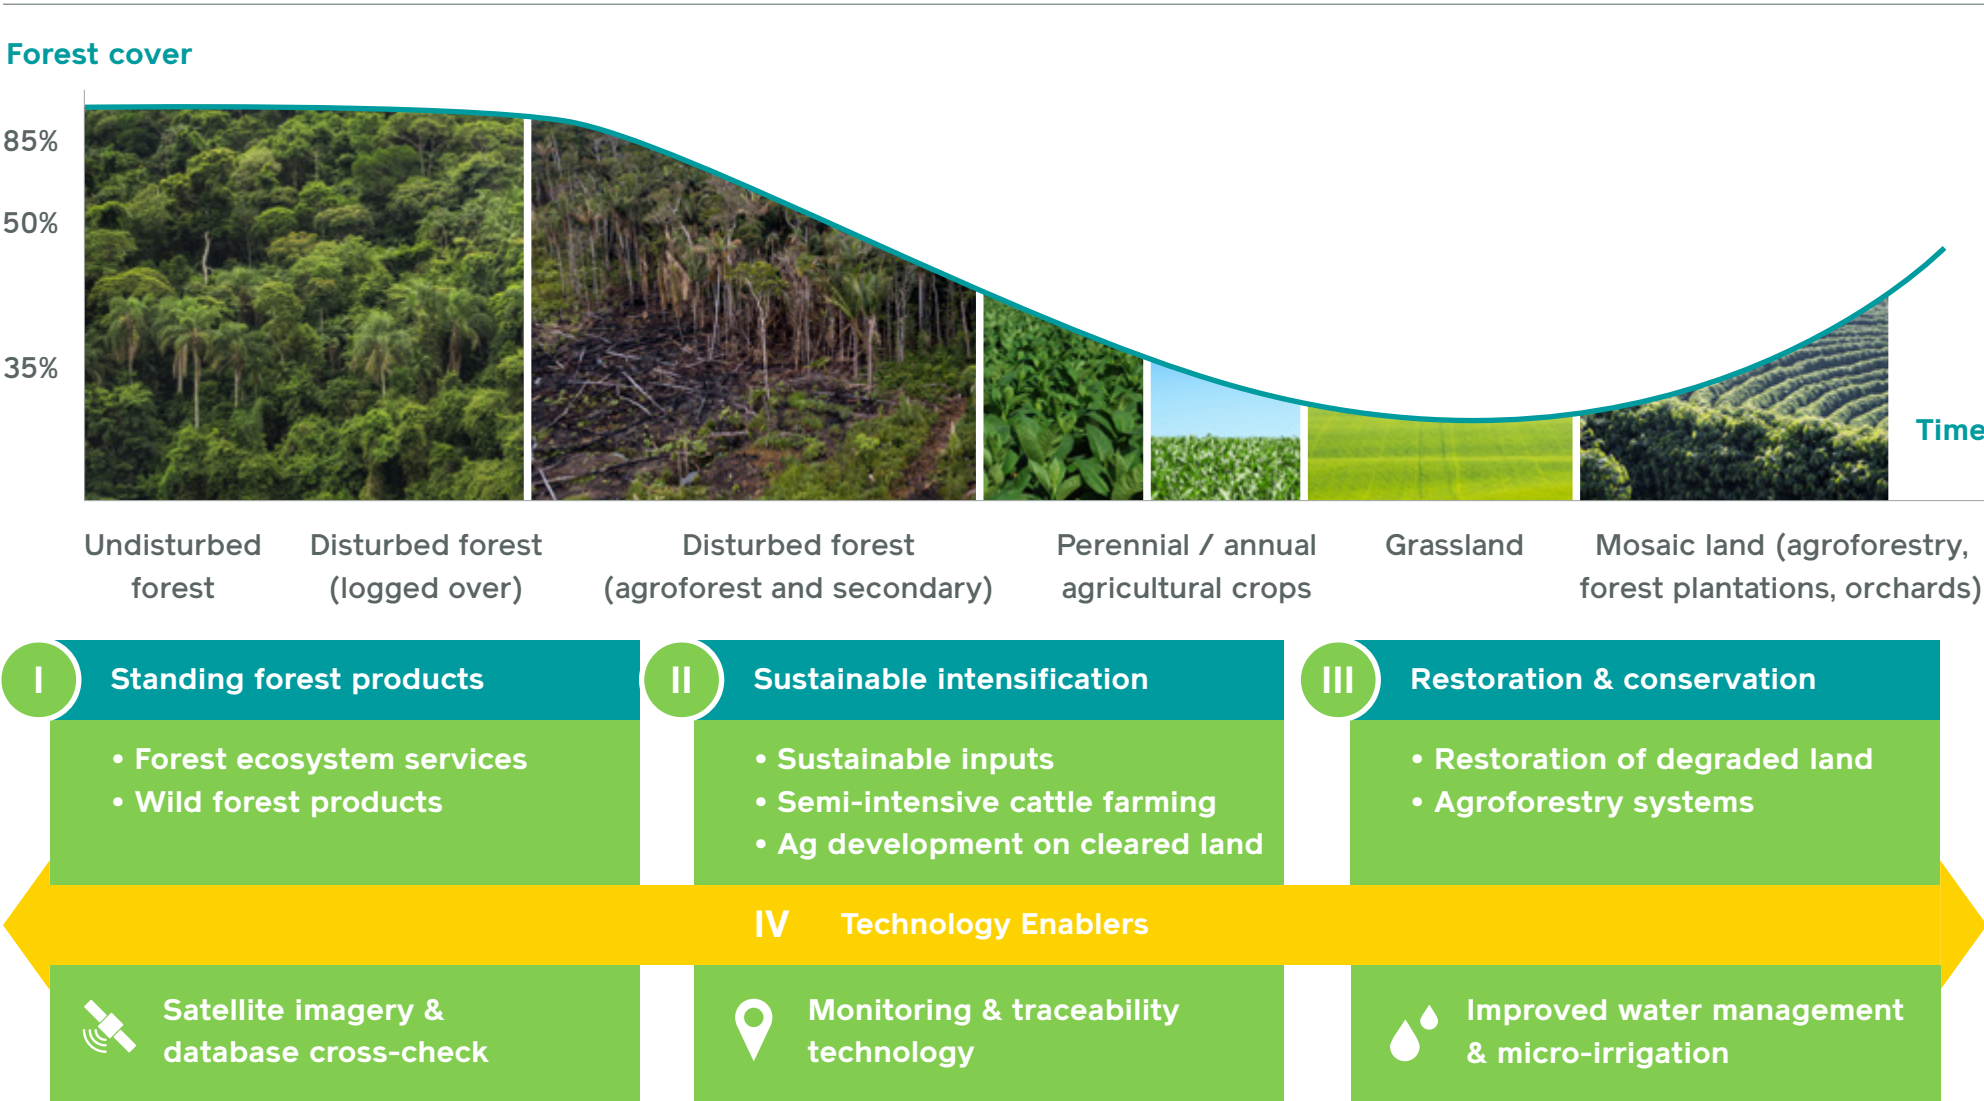 Forest cover
85%
50%
35%
Time
Undisturbed
forest
Disturbed forest
(logged over)
Disturbed forest
(agroforest and secondary)
Perennial / annual
agricultural crops
Grassland
Mosaic land (agroforestry,
forest plantations, orchards)
I
Standing forest products
• Forest ecosystem services
• Wild forest products
II
Sustainable intensification
• Sustainable inputs
• Semi-intensive cattle farming
• Ag development on cleared land
III
Restoration & conservation
• Restoration of degraded land
• Agroforestry systems
IV Technology Enablers
Satellite imagery &
database cross-check
Monitoring & traceability
technology
Improved water management
& micro-irrigation